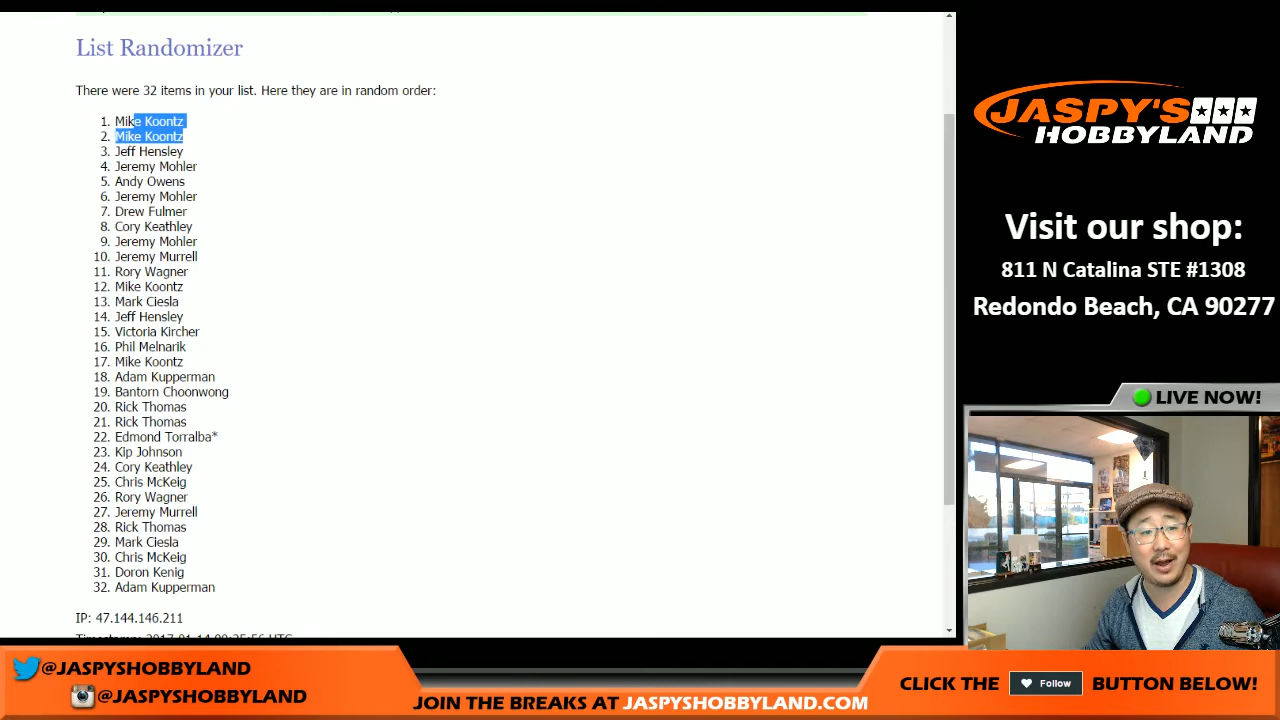 List Randomizer
There were 32 items in your list. Here they are in random order:
1. Mike Koontz
2. Mike Koontz
3. Jeff Hensley
4. Jeremy Mohler
5. Andy Owens
6. Jeremy Mohler
7. Drew Fulmer
8. Cory Keathley
9. Jeremy Mohler
10. Jeremy Murrell
11. Rory Wagner
12. Mike Koontz
13. Mark Ciesla
14. Jeff Hensley
15. Victoria Kircher
16. Phil Melnarik
17. Mike Koontz
18. Adam Kupperman
19. Bantorn Choonwong
20. Rick Thomas
21. Rick Thomas
22. Edmond Torralba*
23. Kip Johnson
24. Cory Keathley
25. Chris McKeig
26. Rory Wagner
27. Jeremy Murrell
28. Rick Thomas
29. Mark Ciesla
30. Chris McKeig
31. Doron Kenig
32. Adam Kupperman
IP: 47.144.146.211
JASPY'S
HOBBYLAND
Visit our shop:
811 N Catalina STE #1308
Redondo Beach, CA 90277
LIVE NOW!
@JASPYSHOBBYLAND
@JASPYSHOBBYLAND
JOIN THE BREAKS AT JASPYSHOBBYLAND.COM
CLICK THE Follow BUTTON BELOW!